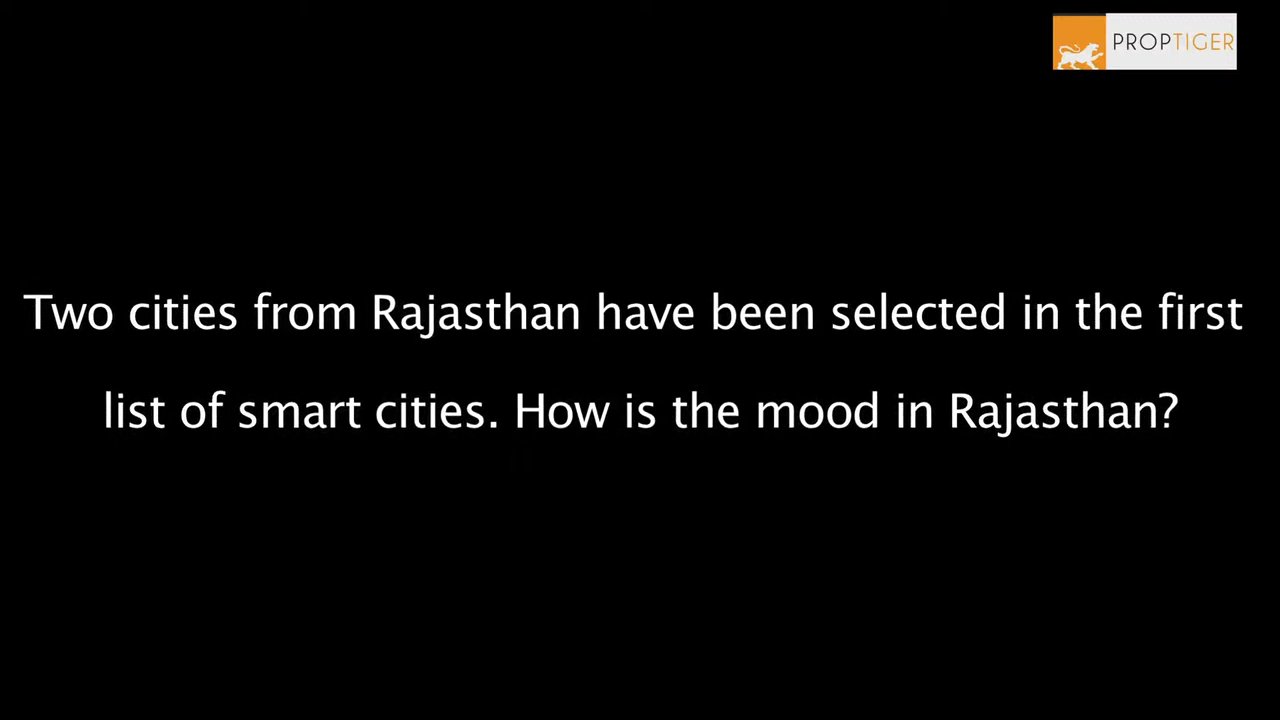 PROPTIGER
Two cities from Rajasthan have been selected in the first
list of smart cities. How is the mood in Rajasthan?